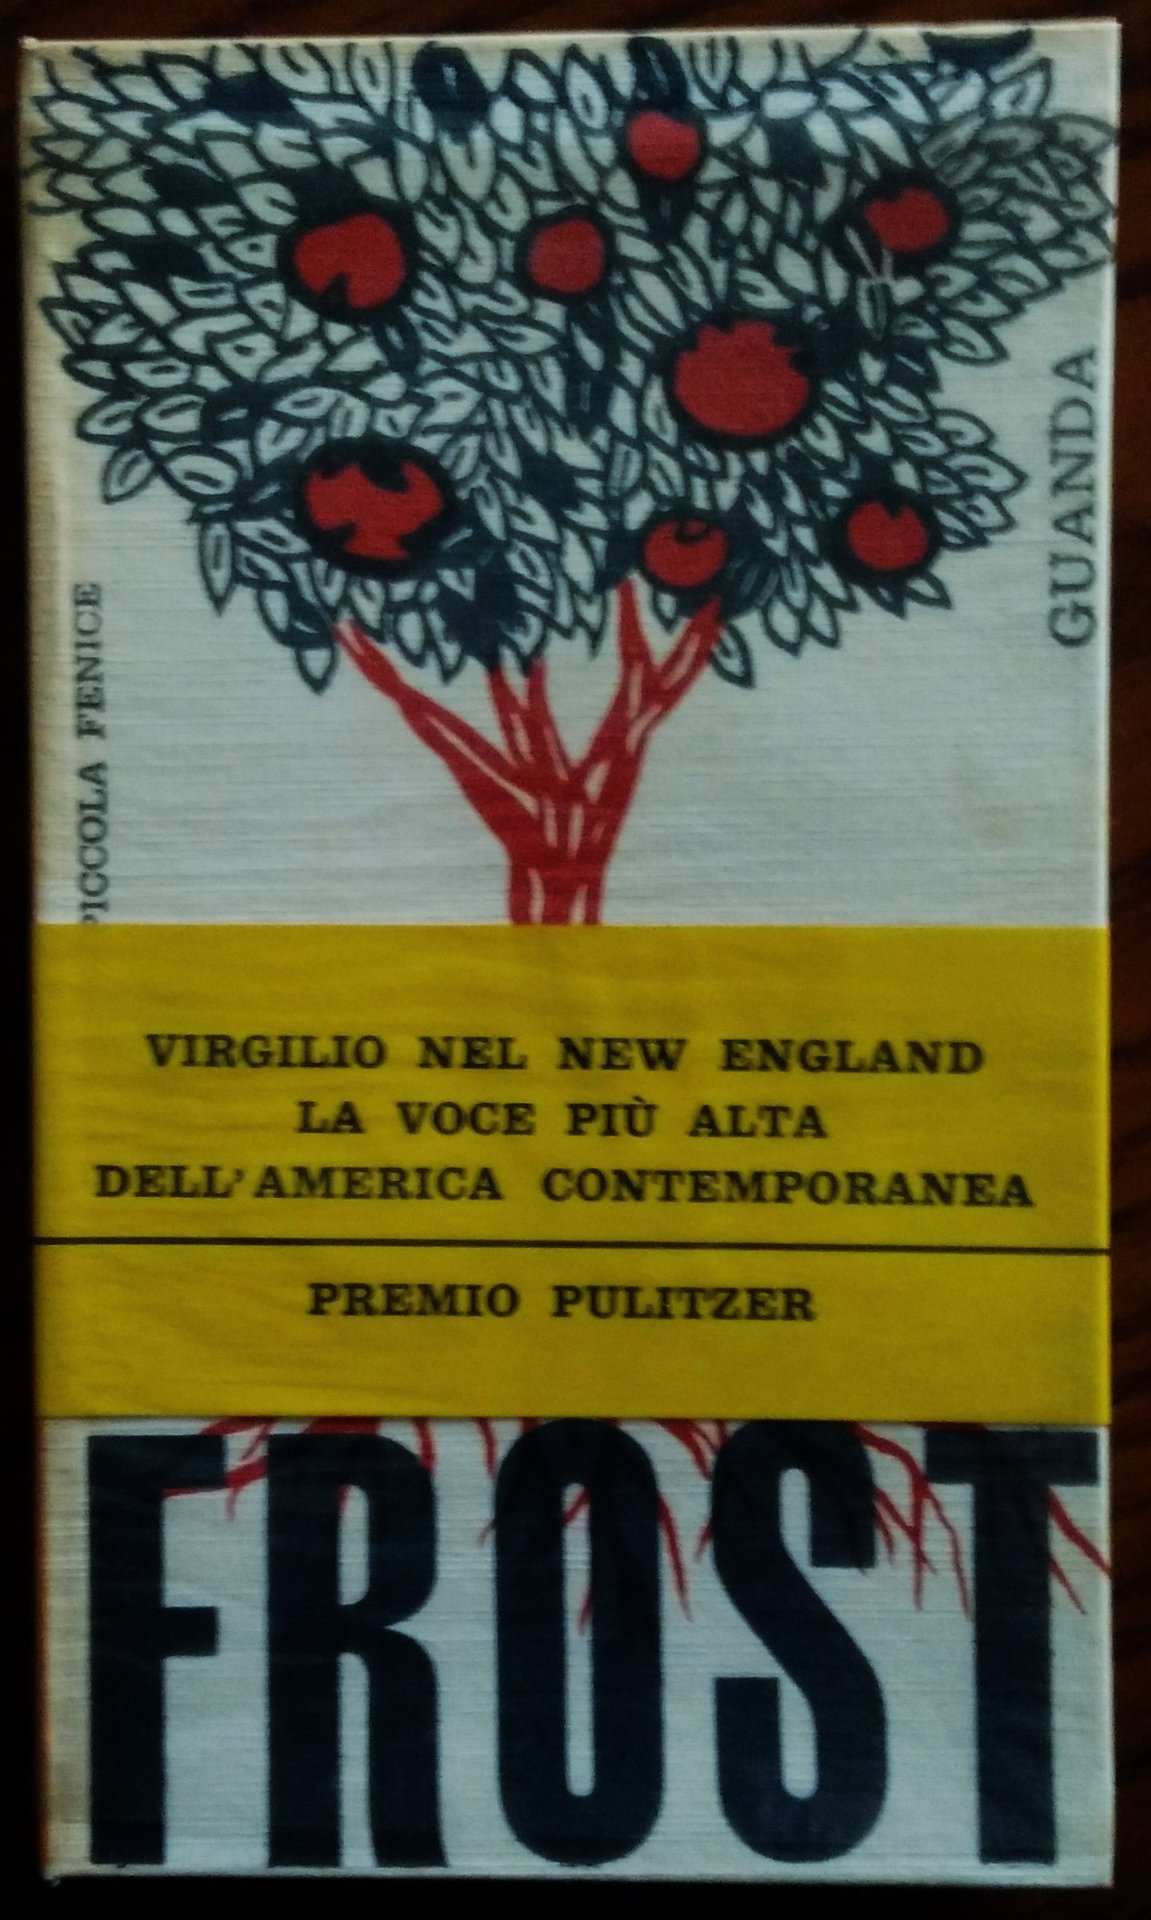 GUANDA
PICCOLA FENICE
VIRGILIO NEL NEW ENGLAND
LA VOCE PIÙ ALTA
DELL'AMERICA CONTEMPORANEA
PREMIO PULITZER
FROST